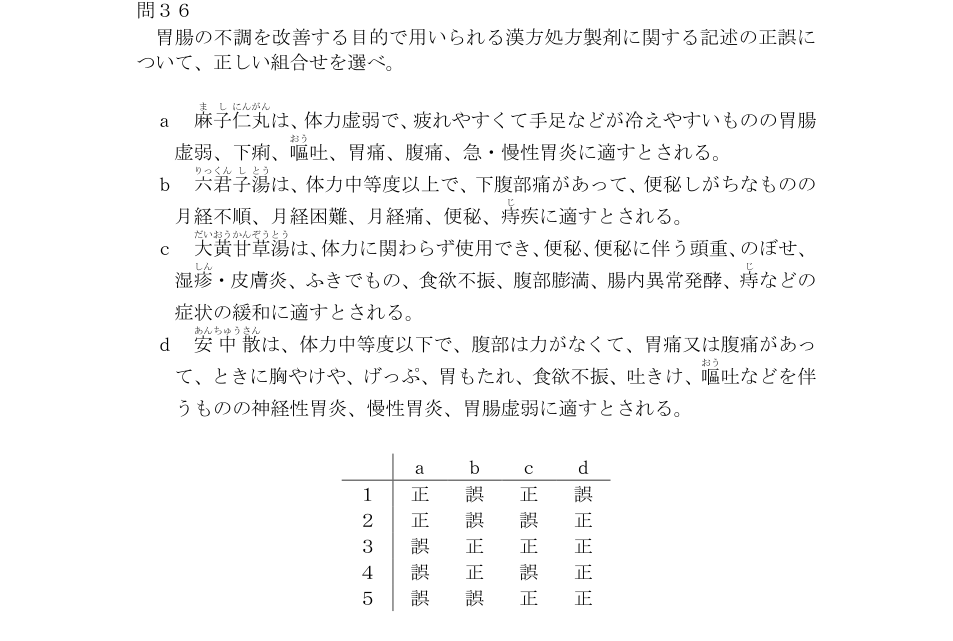 問３６
胃腸の不調を改善する目的で用いられる漢方処方製剤に関する記述の正誤に
ついて、正しい組合せを選べ。
ま し にんがん
a 麻子仁丸は、体力虚弱で、疲れやすくて手足などが冷えやすいものの胃腸
おう
虚弱、下痢、嘔吐、胃痛、腹痛、急・慢性胃炎に適すとされる。
りっくん し とう
b 六君子湯は、体力中等度以上で、下腹部痛があって、便秘しがちなものの
じ
月経不順、月経困難、月経痛、便秘、痔疾に適すとされる。
だいおうかんぞうとう
c 大黄甘草湯は、体力に関わらず使用でき、便秘、便秘に伴う頭重、のぼせ、
しん じ
湿疹・皮膚炎、ふきでもの、食欲不振、腹部膨満、腸内異常発酵、痔などの
症状の緩和に適すとされる。
あんちゅうさん
d 安中散は、体力中等度以下で、腹部は力がなくて、胃痛又は腹痛があっ
おう
て、ときに胸やけや、げっぷ、胃もたれ、食欲不振、吐きけ、嘔吐などを伴
うものの神経性胃炎、慢性胃炎、胃腸虚弱に適すとされる。
a b c d
1 正 誤 正 誤
2 正 誤 誤 正
3 誤 正 正 正
4 誤 正 誤 正
5 誤 誤 正 正